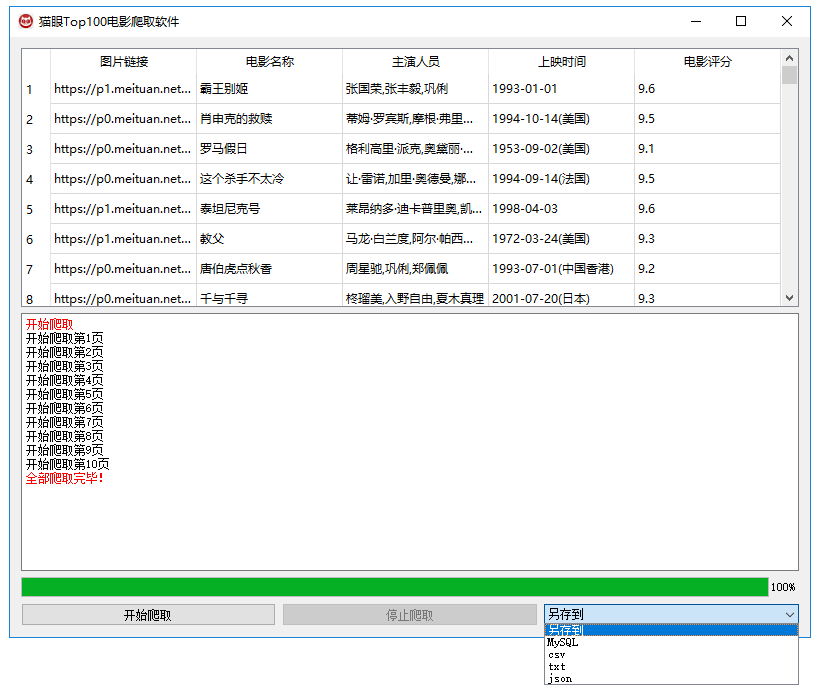 猫眼Top100电影爬取软件
图片链接 电影名称 主演人员 上映时间 电影评分
1 https://p1.meituan.net... 霸王别姬 张国荣,张丰毅,巩俐 1993-01-01 9.6
2 https://p0.meituan.net... 肖申克的救赎 蒂姆·罗宾斯,摩根·弗里... 1994-10-14(美国) 9.5
3 https://p0.meituan.net... 罗马假日 格利高里·派克,奥黛丽·... 1953-09-02(美国) 9.1
4 https://p0.meituan.net... 这个杀手不太冷 让·雷诺,加里·奥德曼,娜... 1994-09-14(法国) 9.5
5 https://p1.meituan.net... 泰坦尼克号 莱昂纳多·迪卡普里奥,凯... 1998-04-03 9.6
6 https://p1.meituan.net... 教父 马龙·白兰度,阿尔·帕西... 1972-03-24(美国) 9.3
7 https://p0.meituan.net... 唐伯虎点秋香 周星驰,巩俐,郑佩佩 1993-07-01(中国香港) 9.2
8 https://p0.meituan.net... 千与千寻 柊瑠美,入野自由,夏木真理 2001-07-20(日本) 9.3
开始爬取
开始爬取第1页
开始爬取第2页
开始爬取第3页
开始爬取第4页
开始爬取第5页
开始爬取第6页
开始爬取第7页
开始爬取第8页
开始爬取第9页
开始爬取第10页
全部爬取完毕!
100%
开始爬取 停止爬取 另存到
另存到
MySQL
csv
txt
json